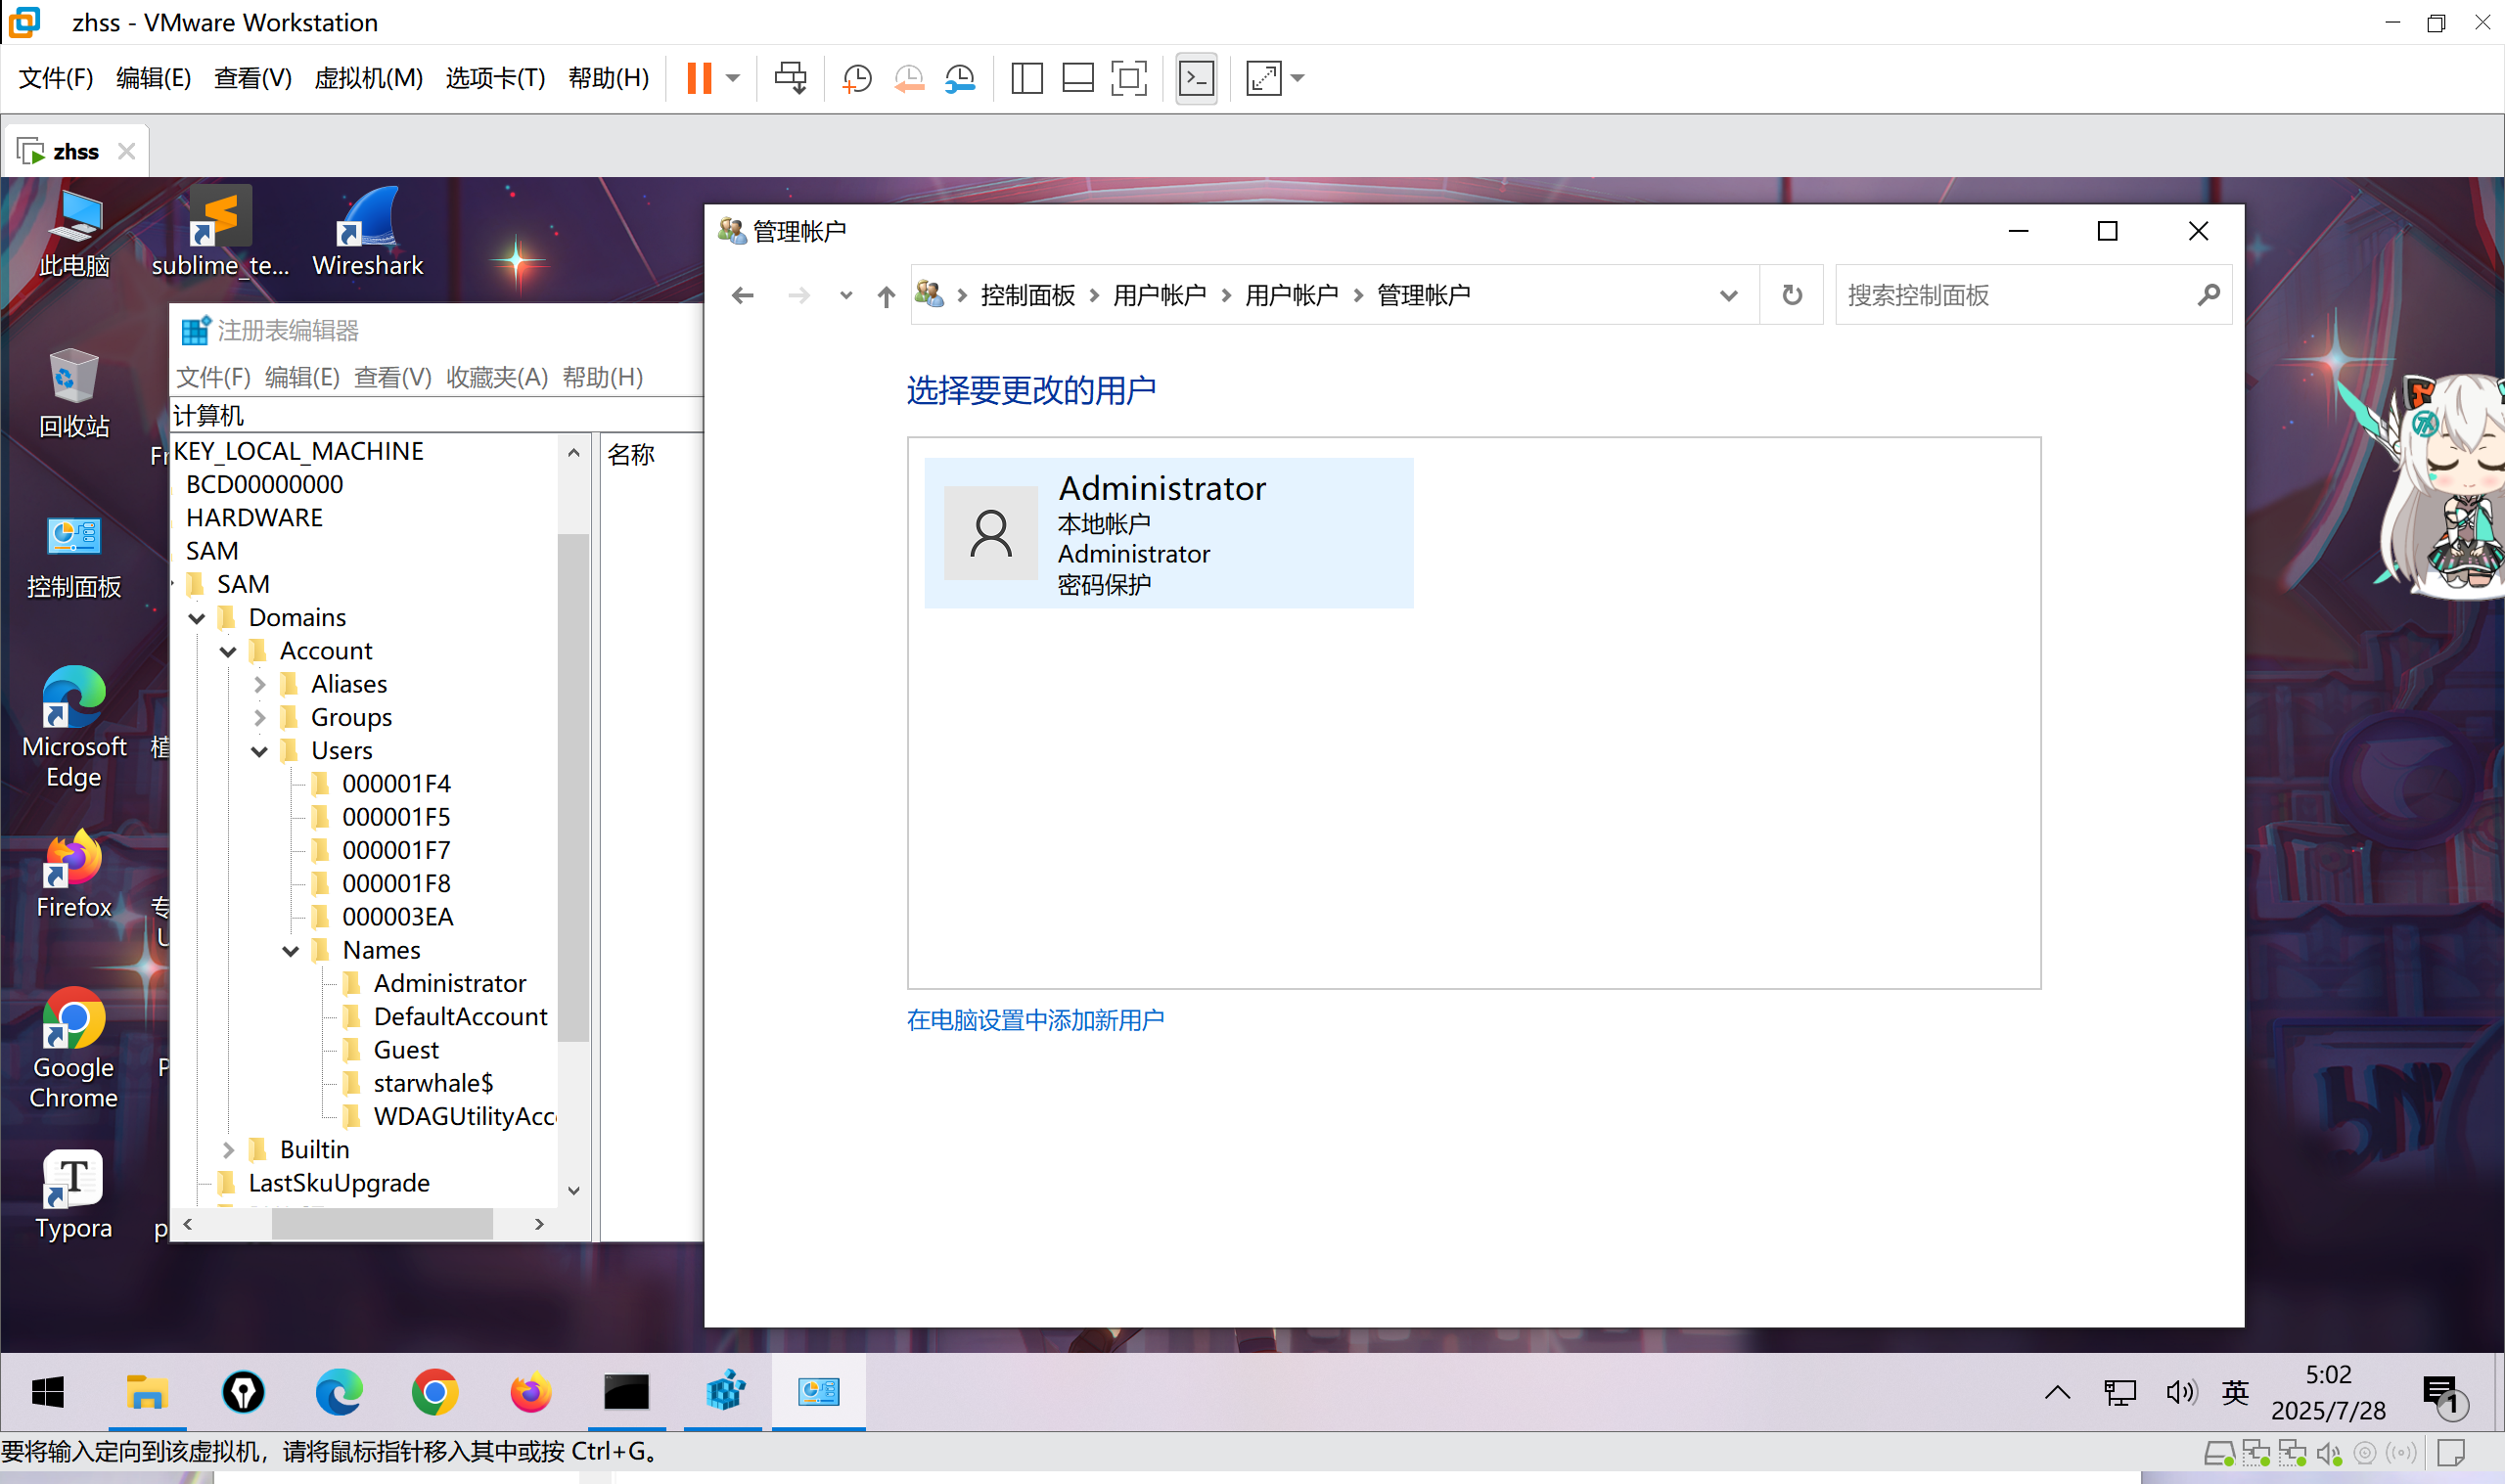 zhss - VMware Workstation
文件(F) 编辑(E) 查看(V) 虚拟机(M) 选项卡(T) 帮助(H)
zhss
此电脑
sublime_te...
Wireshark
回收站
Fr
控制面板
Microsoft
Edge
植
Firefox
专
U
Google
Chrome
P
Typora
p
注册表编辑器
文件(F) 编辑(E) 查看(V) 收藏夹(A) 帮助(H)
计算机
KEY_LOCAL_MACHINE
BCD00000000
HARDWARE
SAM
SAM
Domains
Account
Aliases
Groups
Users
000001F4
000001F5
000001F7
000001F8
000003EA
Names
Administrator
DefaultAccount
Guest
starwhale$
WDAGUtilityAcc
Builtin
LastSkuUpgrade
名称
管理帐户
控制面板 用户帐户 用户帐户 管理帐户
搜索控制面板
选择要更改的用户
Administrator
本地帐户
Administrator
密码保护
在电脑设置中添加新用户
英
5:02
2025/7/28
1
要将输入定向到该虚拟机，请将鼠标指针移入其中或按 Ctrl+G。